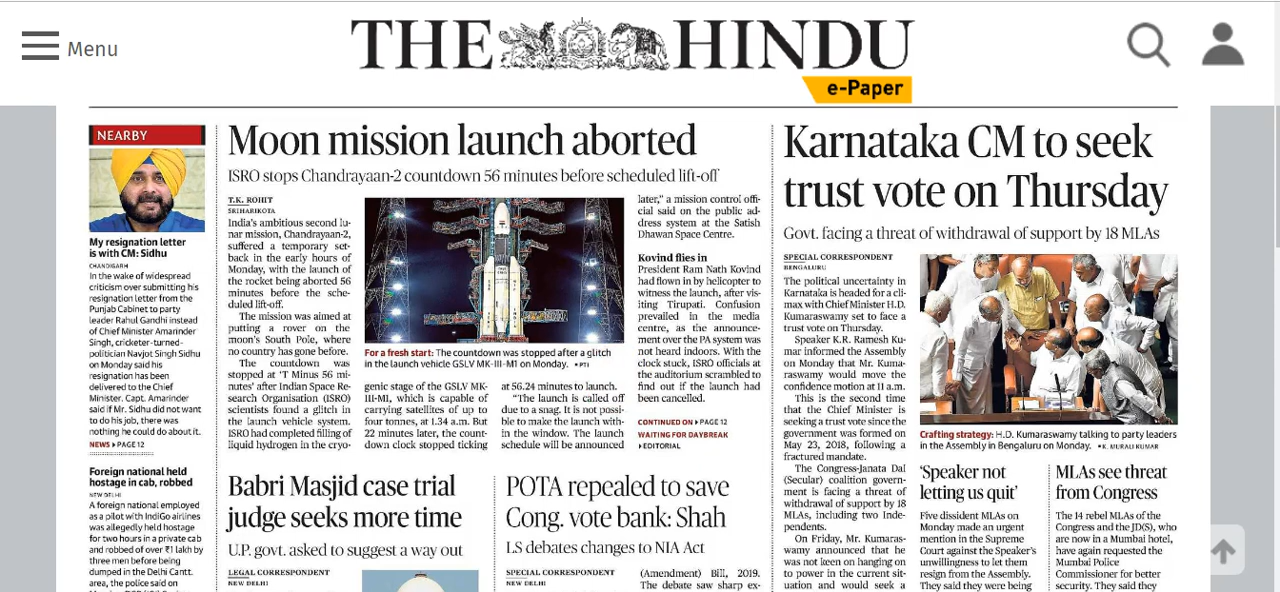 Menu
THE HINDU
e-Paper
NEARBY
My resignation letter
is with CM: Sidhu
CHANDIGARH
In the wake of widespread
criticism over submitting his
resignation letter from the
Punjab Cabinet to party
leader Rahul Gandhi instead
of Chief Minister Amarinder
Singh, cricketer-turned-
politician Navjot Singh Sidhu
on Monday said his
resignation has been
delivered to the Chief
Minister. Capt. Amarinder
said if Mr. Sidhu did not want
to do his job, there was
nothing he could do about it.
NEWS ▸ PAGE 12
Foreign national held
hostage in cab, robbed
NEW DELHI
A foreign national employed
as a pilot with IndiGo airlines
was allegedly held hostage
for two hours in a private cab
and robbed of over ₹1 lakh by
three men before being
dumped in the Delhi Cantt.
area, the police said on
Moon mission launch aborted
ISRO stops Chandrayaan-2 countdown 56 minutes before scheduled lift-off
T.K. ROHIT
SRIHARIKOTA
India's ambitious second lu-
nar mission, Chandrayaan-2,
suffered a temporary set-
back in the early hours of
Monday, with the launch of
the rocket being aborted 56
minutes before the sche-
duled lift-off.
The mission was aimed at
putting a rover on the
moon's South Pole, where
no country has gone before.
The countdown was
stopped at 'T Minus 56 mi-
nutes' after Indian Space Re-
search Organisation (ISRO)
scientists found a glitch in
the launch vehicle system.
ISRO had completed filling of
liquid hydrogen in the cryo-
For a fresh start: The countdown was stopped after a glitch
in the launch vehicle GSLV MK-III-M1 on Monday. • PTI
genic stage of the GSLV MK-
III-M1, which is capable of
carrying satellites of up to
four tonnes, at 1.34 a.m. But
22 minutes later, the count-
down clock stopped ticking
at 56.24 minutes to launch.
"The launch is called off
due to a snag. It is not possi-
ble to make the launch with-
in the window. The launch
schedule will be announced
later," a mission control offi-
cial said on the public ad-
dress system at the Satish
Dhawan Space Centre.
Kovind flies in
President Ram Nath Kovind
had flown in by helicopter to
witness the launch, after vis-
iting Tirupati. Confusion
prevailed in the media
centre, as the announce-
ment over the PA system was
not heard indoors. With the
clock stuck, ISRO officials at
the auditorium scrambled to
find out if the launch had
been cancelled.
CONTINUED ON ▸ PAGE 12
WAITING FOR DAYBREAK
▸ EDITORIAL
Karnataka CM to seek
trust vote on Thursday
Govt. facing a threat of withdrawal of support by 18 MLAs
SPECIAL CORRESPONDENT
BENGALURU
The political uncertainty in
Karnataka is headed for a cli-
max with Chief Minister H.D.
Kumaraswamy set to face a
trust vote on Thursday.
Speaker K.R. Ramesh Ku-
mar informed the Assembly
on Monday that Mr. Kuma-
raswamy would move the
confidence motion at 11 a.m.
This is the second time
that the Chief Minister is
seeking a trust vote since the
government was formed on
May 23, 2018, following a
fractured mandate.
The Congress-Janata Dal
(Secular) coalition govern-
ment is facing a threat of
withdrawal of support by 18
MLAs, including two Inde-
pendents.
On Friday, Mr. Kumaras-
wamy announced that he
was not keen on hanging on
to power in the current sit-
uation and would seek a
Crafting strategy: H.D. Kumaraswamy talking to party leaders
in the Assembly in Bengaluru on Monday. • K. MURALI KUMAR
'Speaker not
letting us quit'
Five dissident MLAs on
Monday made an urgent
mention in the Supreme
Court against the Speaker's
unwillingness to let them
resign from the Assembly.
They said they were being
MLAs see threat
from Congress
The 14 rebel MLAs of the
Congress and the JD(S), who
are now in a Mumbai hotel,
have again requested the
Mumbai Police
Commissioner for better
security. They said they
Babri Masjid case trial
judge seeks more time
U.P. govt. asked to suggest a way out
LEGAL CORRESPONDENT
NEW DELHI
POTA repealed to save
Cong. vote bank: Shah
LS debates changes to NIA Act
SPECIAL CORRESPONDENT
NEW DELHI
(Amendment) Bill, 2019.
The debate saw sharp ex-